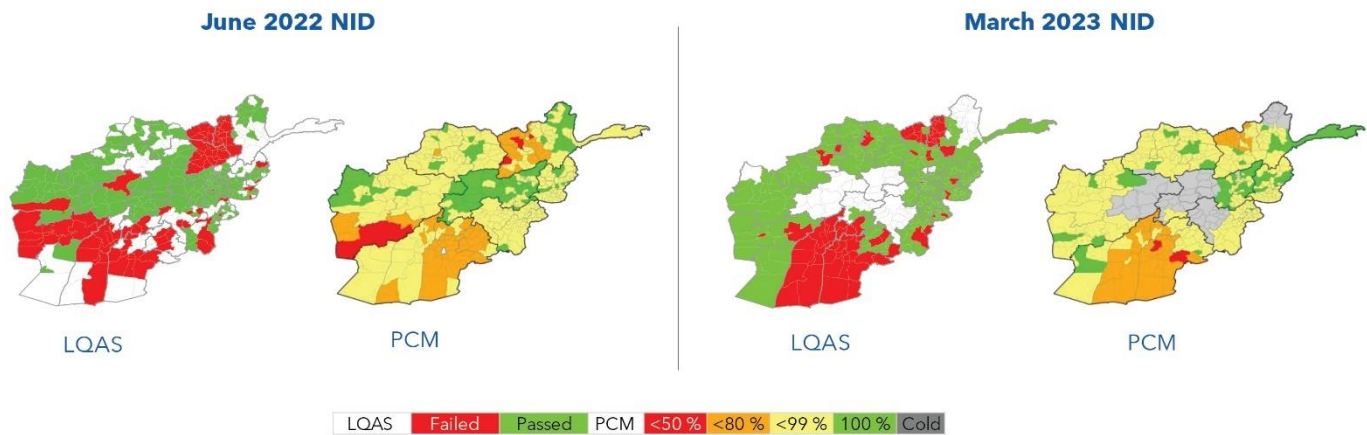 June 2022 NID
March 2023 NID
LQAS
PCM
LQAS
PCM
LQAS Failed Passed PCM <50 % <80 % <99 % 100 % Cold